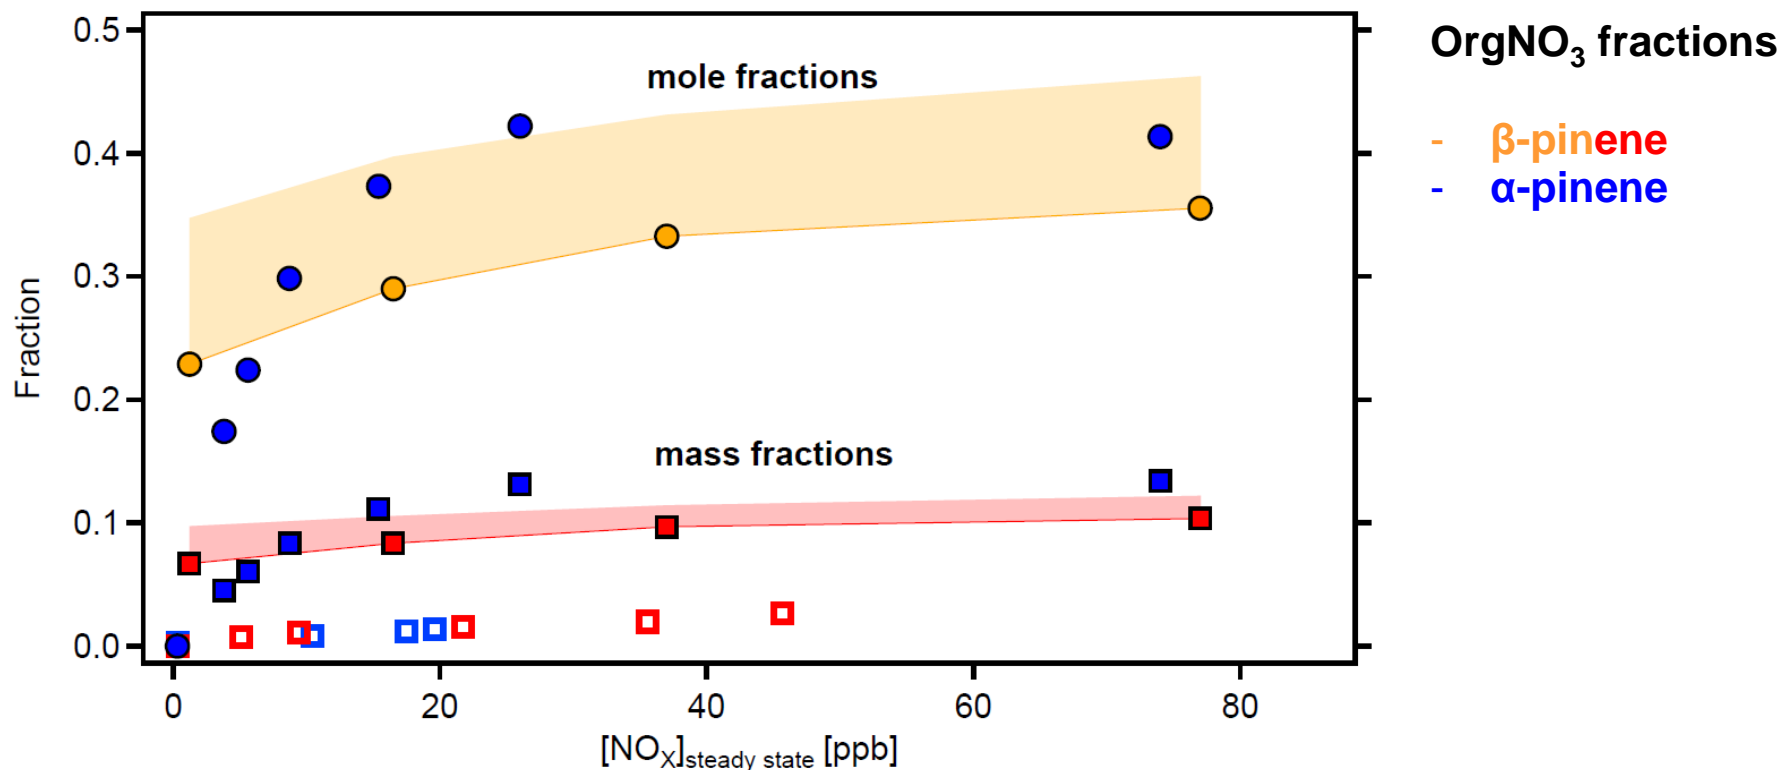 OrgNO₃ fractions
- β-pinene
- α-pinene
mole fractions
mass fractions
Fraction
0.5
0.4
0.3
0.2
0.1
0.0
0 20 40 60 80
[NOX]steady state [ppb]